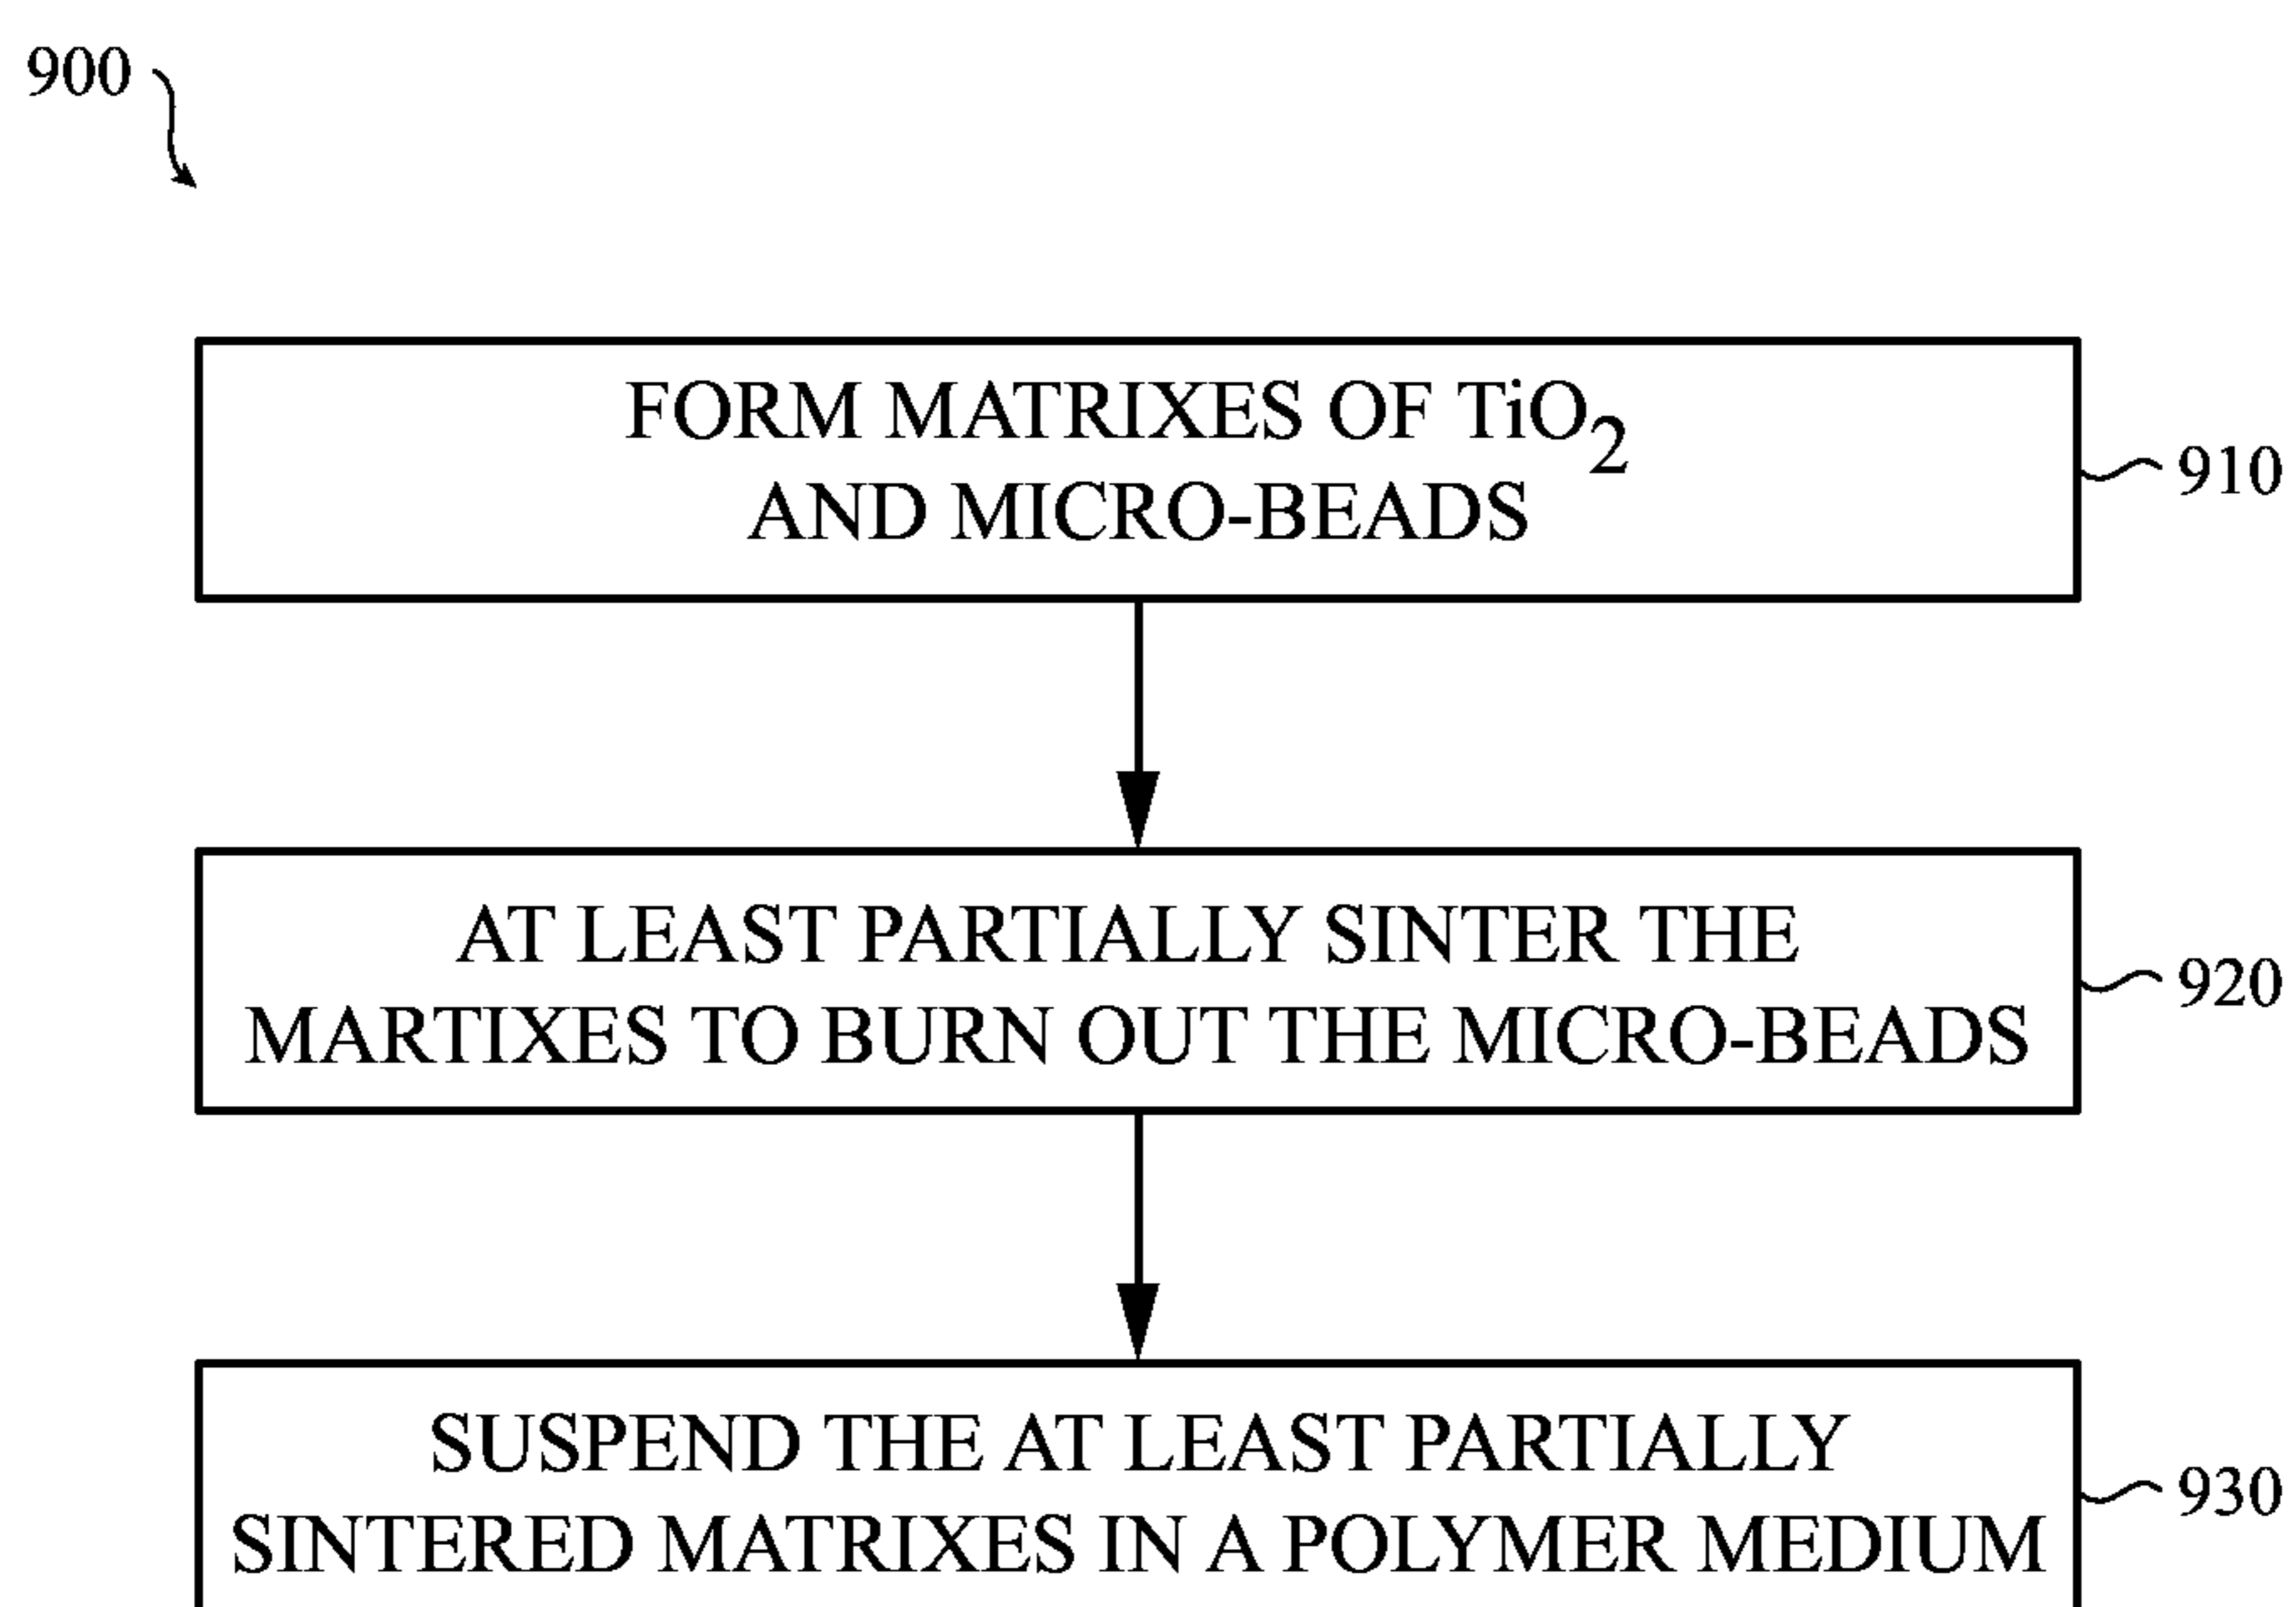 900
FORM MATRIXES OF TiO₂
AND MICRO-BEADS
910
AT LEAST PARTIALLY SINTER THE
MARTIXES TO BURN OUT THE MICRO-BEADS
920
SUSPEND THE AT LEAST PARTIALLY
SINTERED MATRIXES IN A POLYMER MEDIUM
930